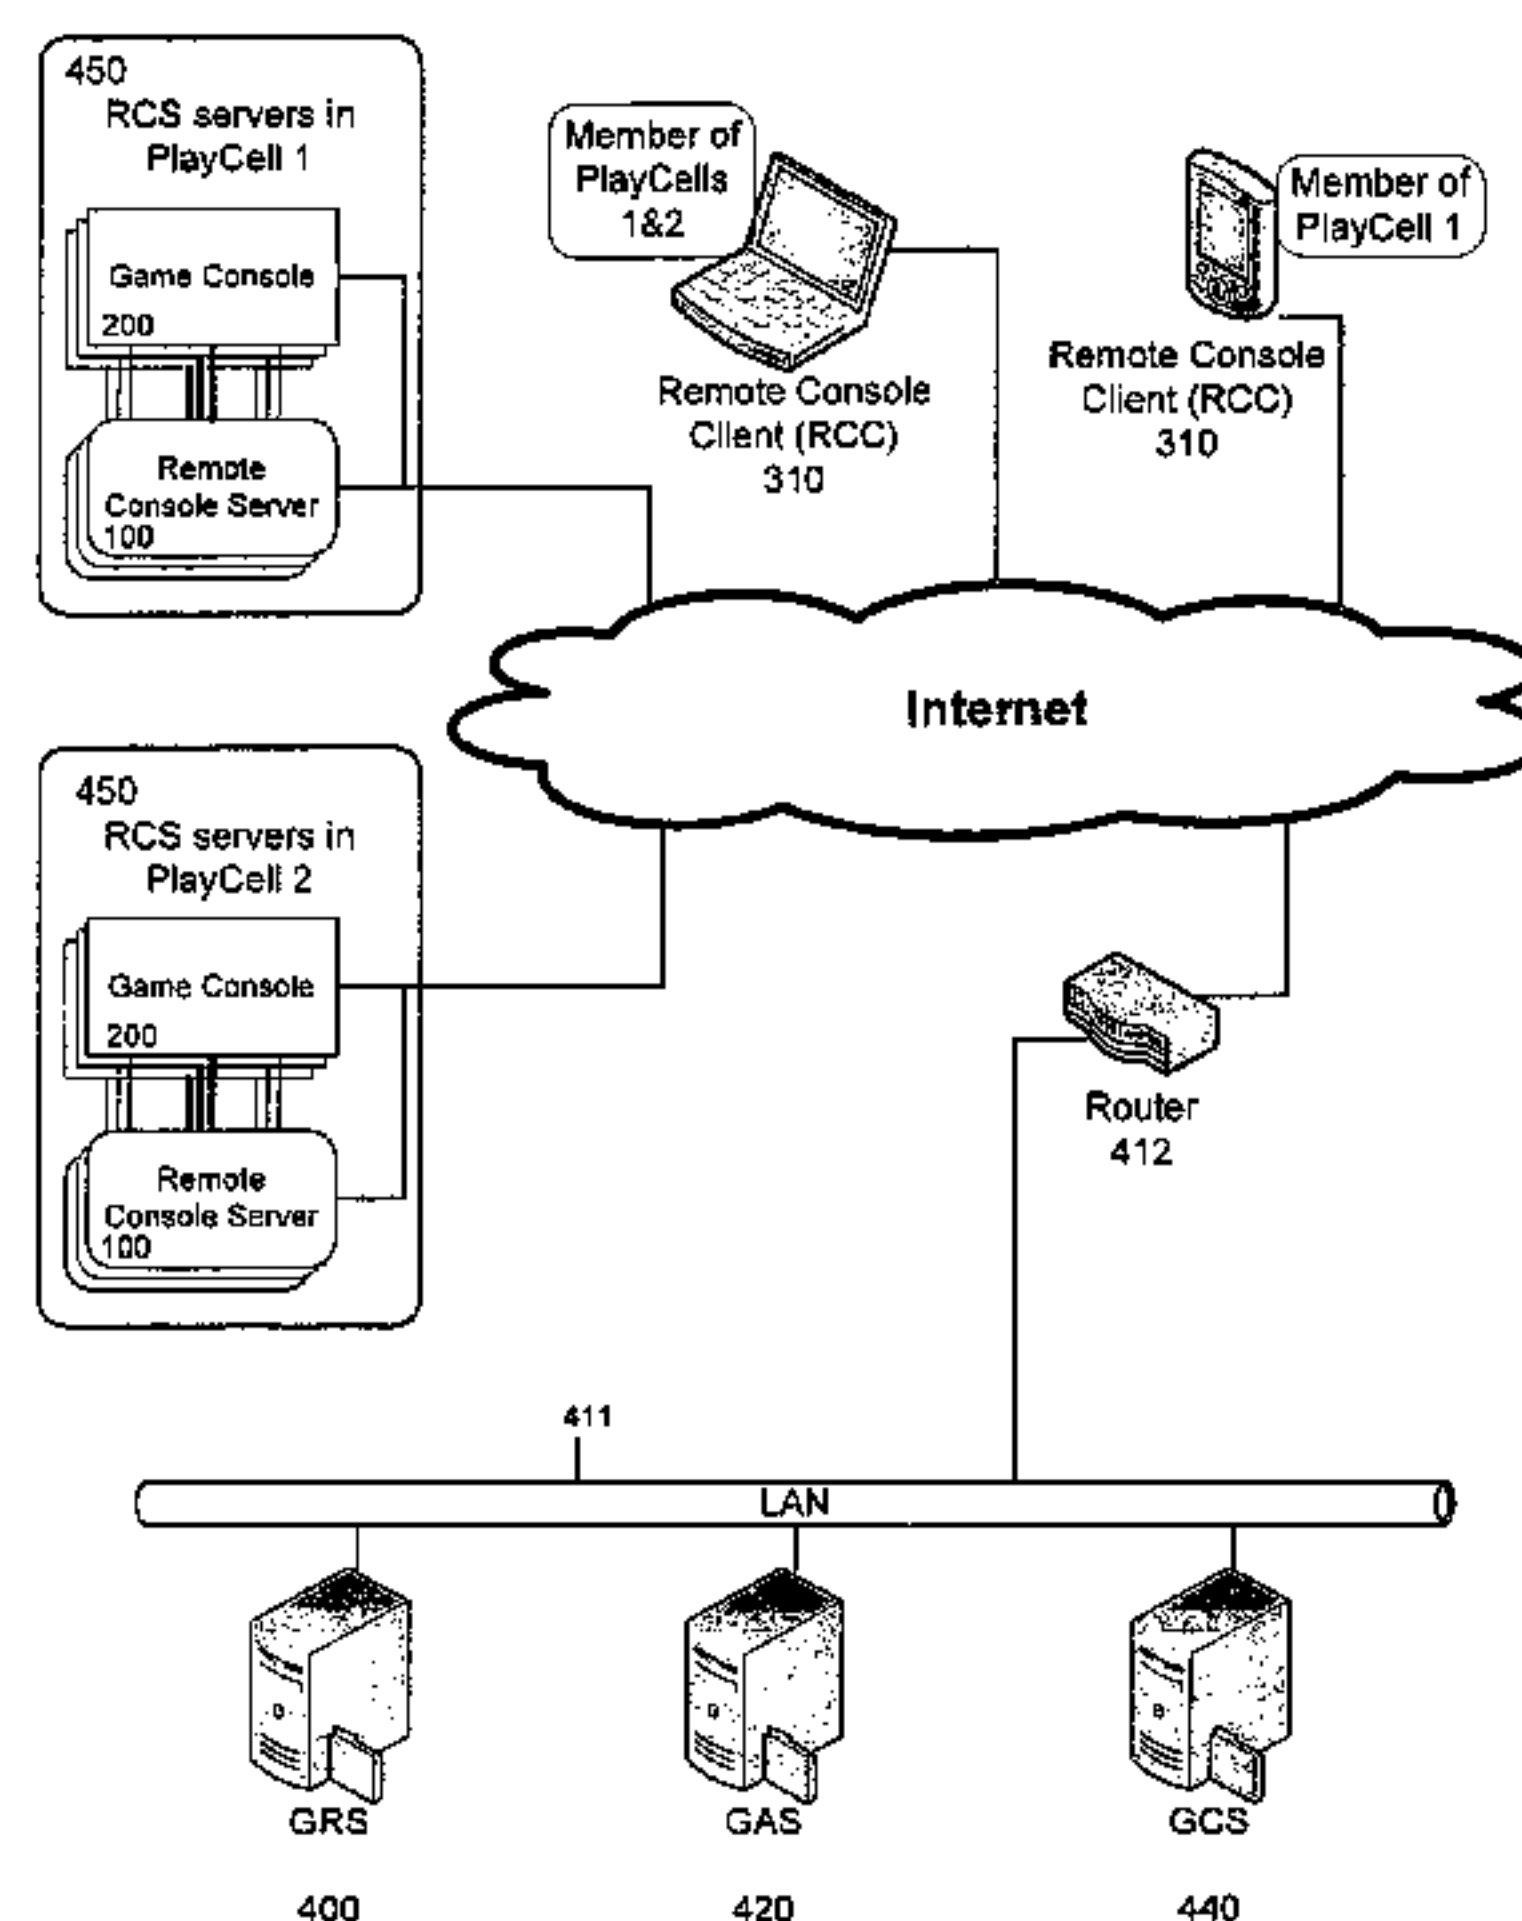 450
RCS servers in
PlayCell 1
Game Console
200
Remote
Console Server
100
Member of
PlayCells
1&2
Remote Console
Client (RCC)
310
Member of
PlayCell 1
Remote Console
Client (RCC)
310
Internet
450
RCS servers in
PlayCell 2
Game Console
200
Remote
Console Server
100
Router
412
411
LAN
GRS
400
GAS
420
GCS
440